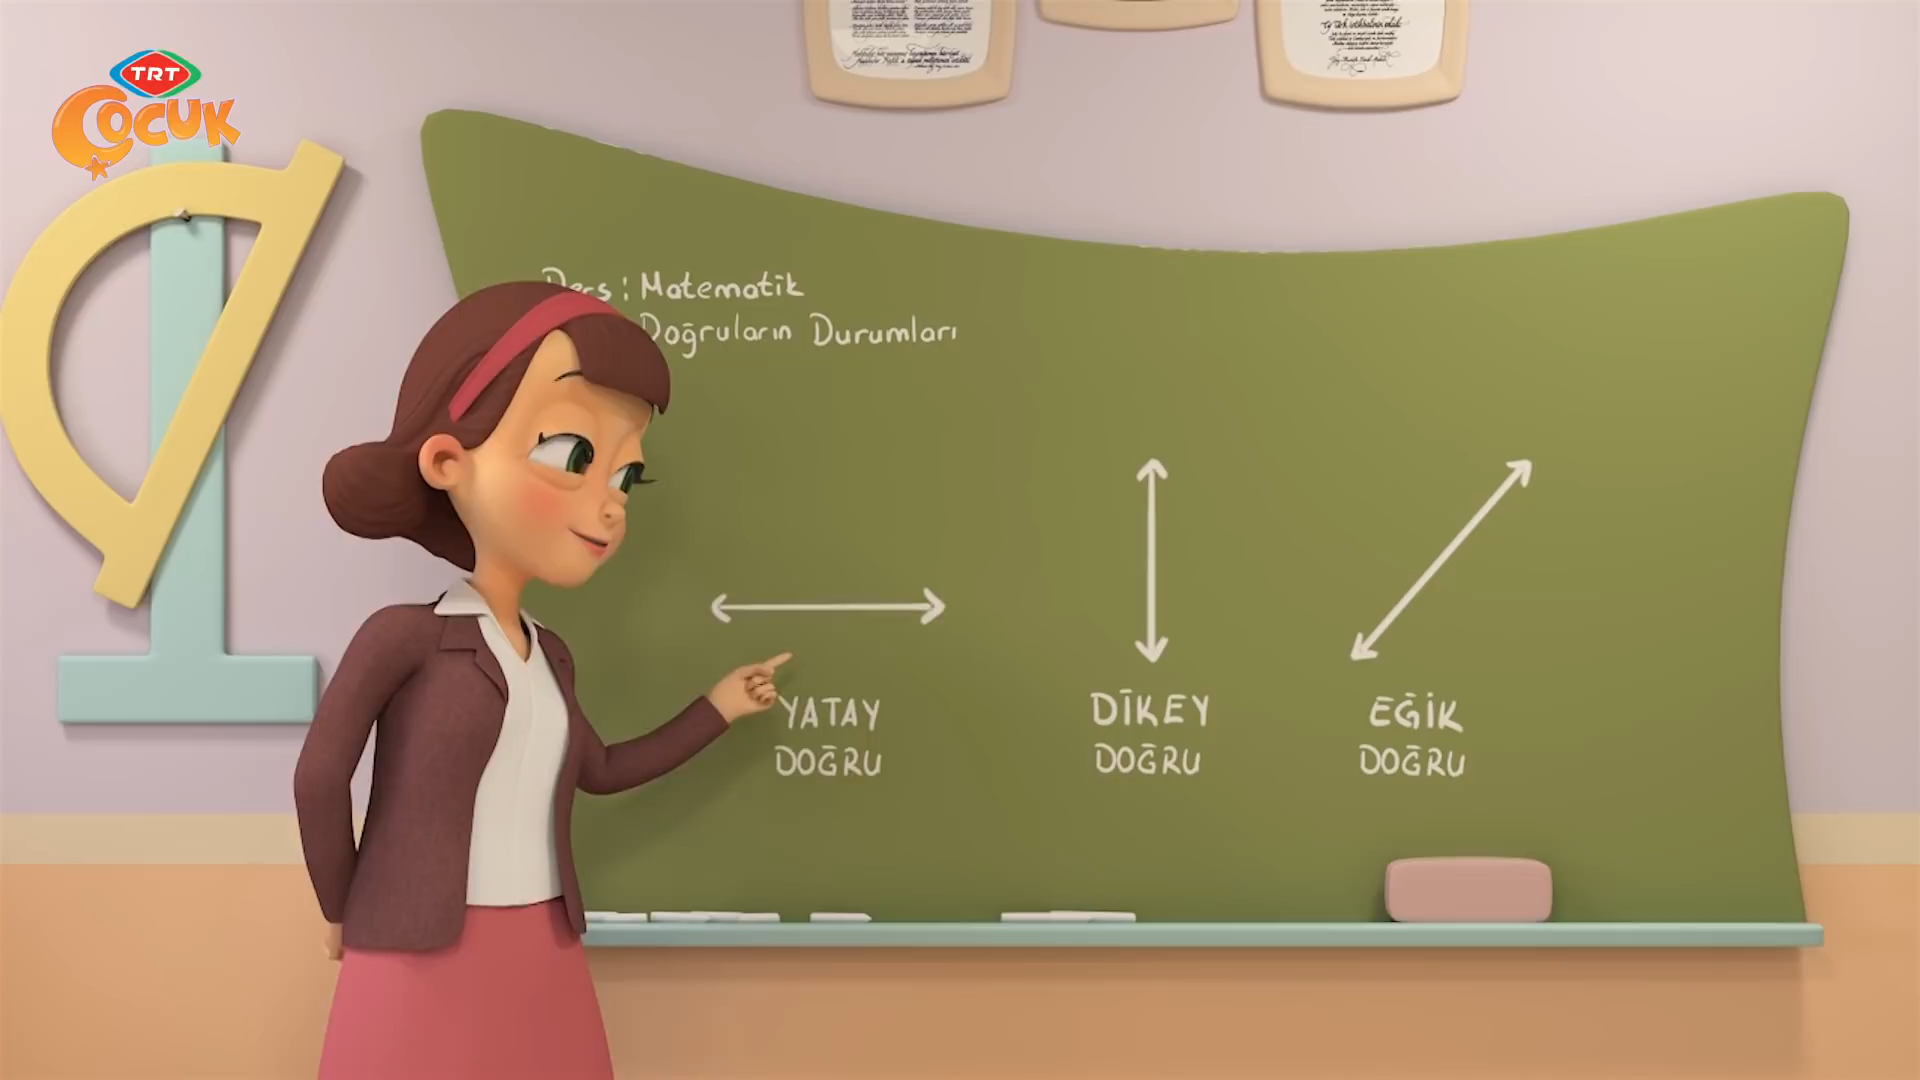 TRT
ÇOCUK
Ders: Matematik
Doğruların Durumları
YATAY
DOĞRU
DİKEY
DOĞRU
EĞİK
DOĞRU